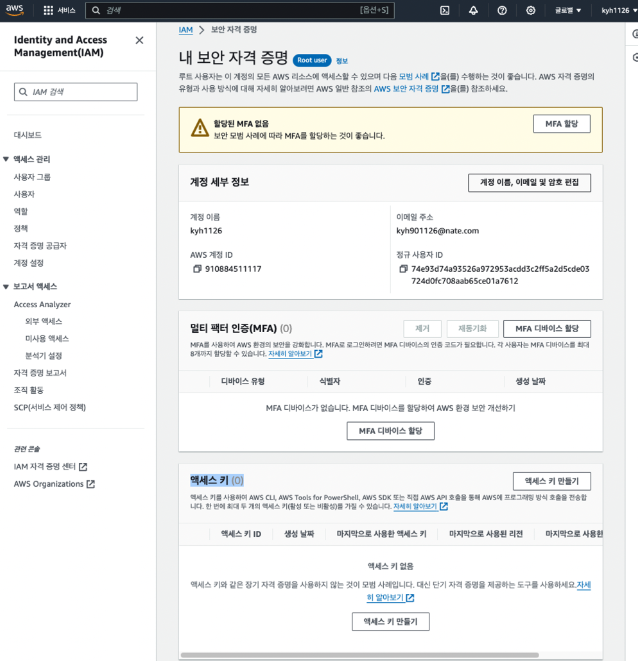 aws
서비스
검색
[옵션+S]
글로벌 ▼
kyh1126 ▼
Identity and Access
Management(IAM)
IAM 검색
대시보드
액세스 관리
사용자 그룹
사용자
역할
정책
자격 증명 공급자
계정 설정
보고서 액세스
Access Analyzer
외부 액세스
미사용 액세스
분석기 설정
자격 증명 보고서
조직 활동
SCP(서비스 제어 정책)
관련 콘솔
IAM 자격 증명 센터
AWS Organizations
IAM > 보안 자격 증명
내 보안 자격 증명 Root user 정보
루트 사용자는 이 계정의 모든 AWS 리소스에 액세스할 수 있으며 다음 모범 사례을(를) 수행하는 것이 좋습니다. AWS 자격 증명의
유형과 사용 방식에 대해 자세히 알아보려면 AWS 일반 참조의 AWS 보안 자격 증명을(를) 참조하세요.
할당된 MFA 없음
보안 모범 사례에 따라 MFA를 할당하는 것이 좋습니다.
MFA 할당
계정 세부 정보
계정 이름, 이메일 및 암호 편집
계정 이름
kyh1126
이메일 주소
kyh901126@nate.com
AWS 계정 ID
910884511117
정규 사용자 ID
74e93d74a93526a972953acdd3c2ff5a2d5cde03
724d0fc708aab65ce01a7612
멀티 팩터 인증(MFA) (0)
제거
재동기화
MFA 디바이스 할당
MFA를 사용하여 AWS 환경의 보안을 강화합니다. MFA로 로그인하려면 MFA 디바이스의 인증 코드가 필요합니다. 각 사용자는 MFA 디바이스를 최대
8개까지 할당할 수 있습니다. 자세히 알아보기
디바이스 유형
식별자
인증
생성 날짜
MFA 디바이스가 없습니다. MFA 디바이스를 할당하여 AWS 환경 보안 개선하기
MFA 디바이스 할당
액세스 키 (0)
액세스 키 만들기
액세스 키를 사용하여 AWS CLI, AWS Tools for PowerShell, AWS SDK 또는 직접 AWS API 호출을 통해 AWS에 프로그래밍 방식 호출을 전송합
니다. 한 번에 최대 두 개의 액세스 키(활성 또는 비활성)를 가질 수 있습니다. 자세히 알아보기
액세스 키 ID
생성 날짜
마지막으로 사용한 액세스 키
마지막으로 사용된 리전
마지막으로 사용한
액세스 키 없음
액세스 키와 같은 장기 자격 증명을 사용하지 않는 것이 모범 사례입니다. 대신 단기 자격 증명을 제공하는 도구를 사용하세요.자세
히 알아보기
액세스 키 만들기